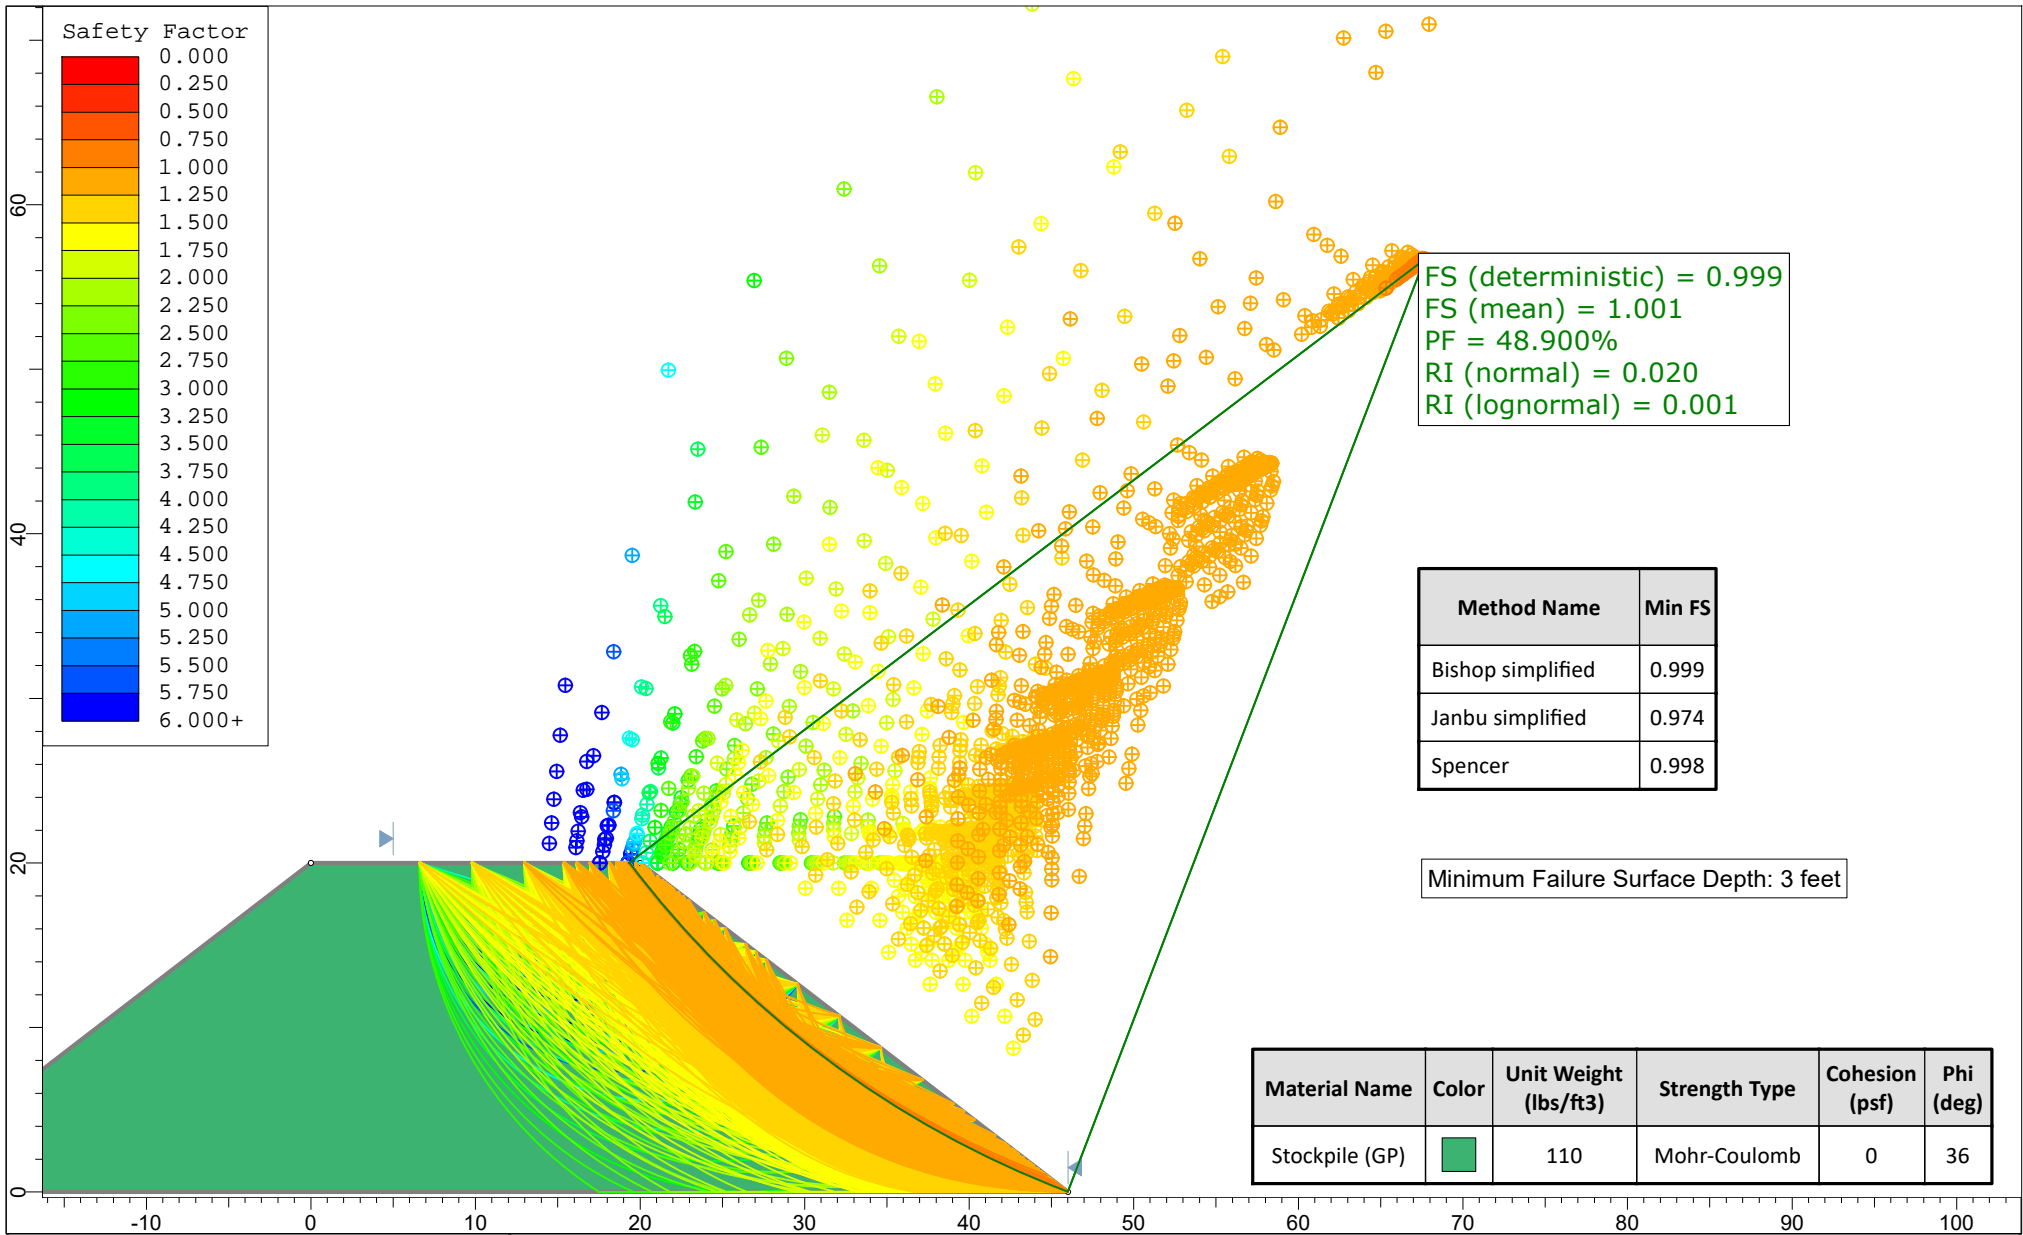 Safety Factor
0.000
0.250
0.500
0.750
1.000
1.250
1.500
1.750
2.000
2.250
2.500
2.750
3.000
3.250
3.500
3.750
4.000
4.250
4.500
4.750
5.000
5.250
5.500
5.750
6.000+
60
40
20
0
FS (deterministic) = 0.999
FS (mean) = 1.001
PF = 48.900%
RI (normal) = 0.020
RI (lognormal) = 0.001
Method Name Min FS
Bishop simplified 0.999
Janbu simplified 0.974
Spencer 0.998
Minimum Failure Surface Depth: 3 feet
Material Name Color Unit Weight (lbs/ft3) Strength Type Cohesion (psf) Phi (deg)
Stockpile (GP) 110 Mohr-Coulomb 0 36
-10 0 10 20 30 40 50 60 70 80 90 100